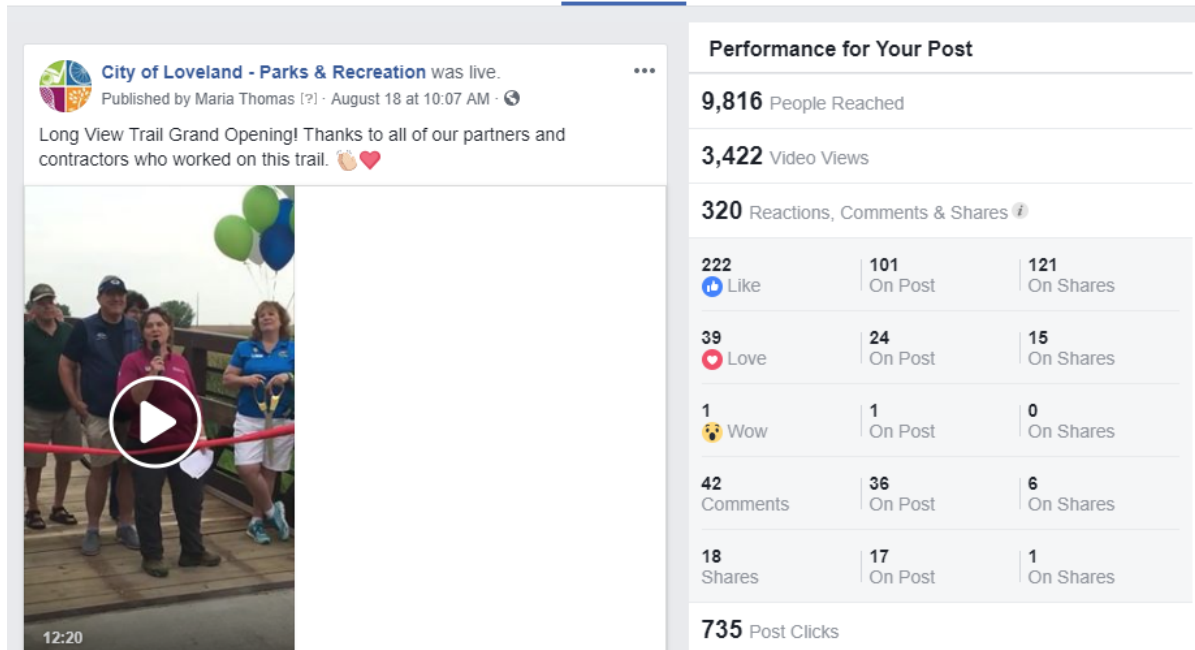 City of Loveland - Parks & Recreation was live.
Published by Maria Thomas [?] · August 18 at 10:07 AM ·
Long View Trail Grand Opening! Thanks to all of our partners and
contractors who worked on this trail. 👏🏻❤️
12:20
Performance for Your Post
9,816 People Reached
3,422 Video Views
320 Reactions, Comments & Shares i
222 101 121
Like On Post On Shares
39 24 15
Love On Post On Shares
1 1 0
Wow On Post On Shares
42 36 6
Comments On Post On Shares
18 17 1
Shares On Post On Shares
735 Post Clicks